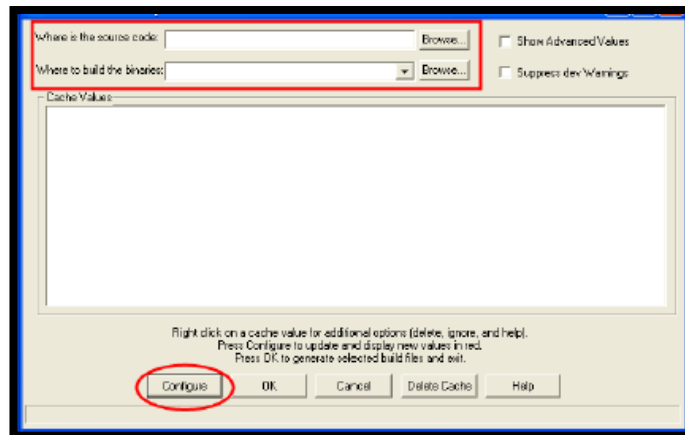 Where is the source code: Browse... Show Advanced Values
Where to build the binaries: Browse... Suppress dev Warnings
Cache Values
Right click on a cache value for additional options (delete, ignore, and help).
Press Configure to update and display new values in red.
Press OK to generate selected build files and exit.
Configure OK Cancel Delete Cache Help